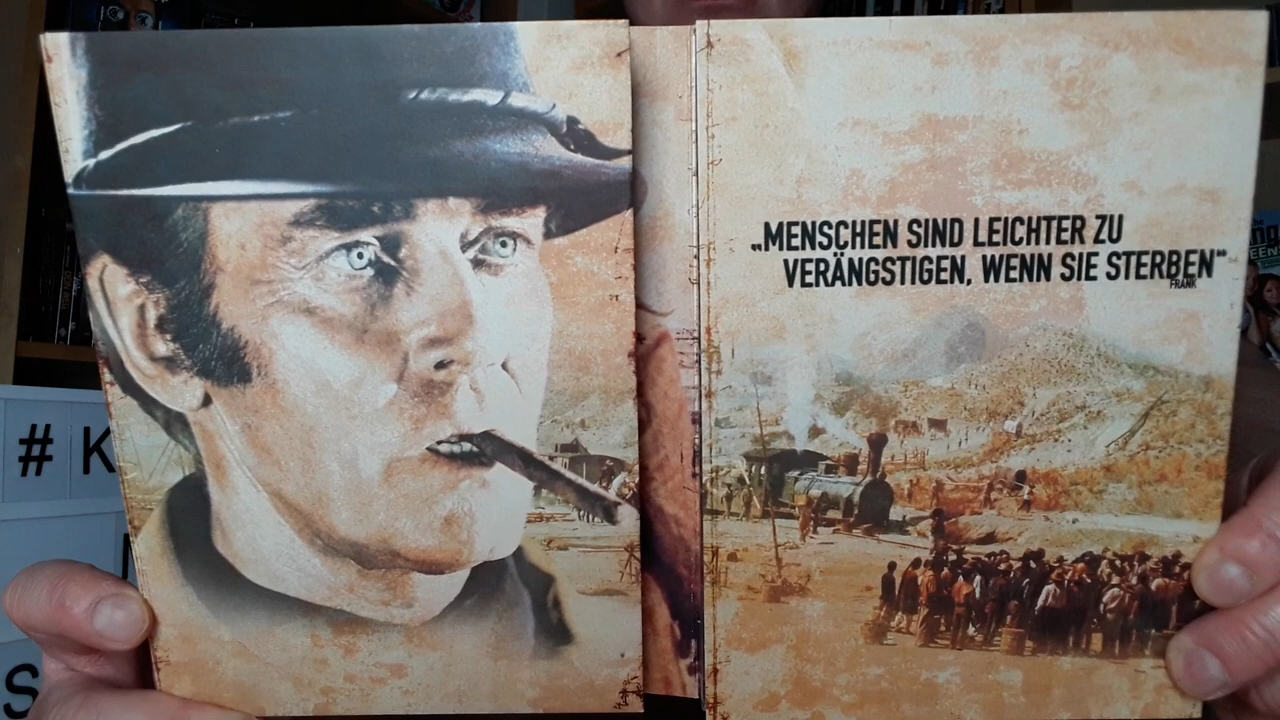 „MENSCHEN SIND LEICHTER ZU
VERÄNGSTIGEN, WENN SIE STERBEN“
FRANK
# K
S